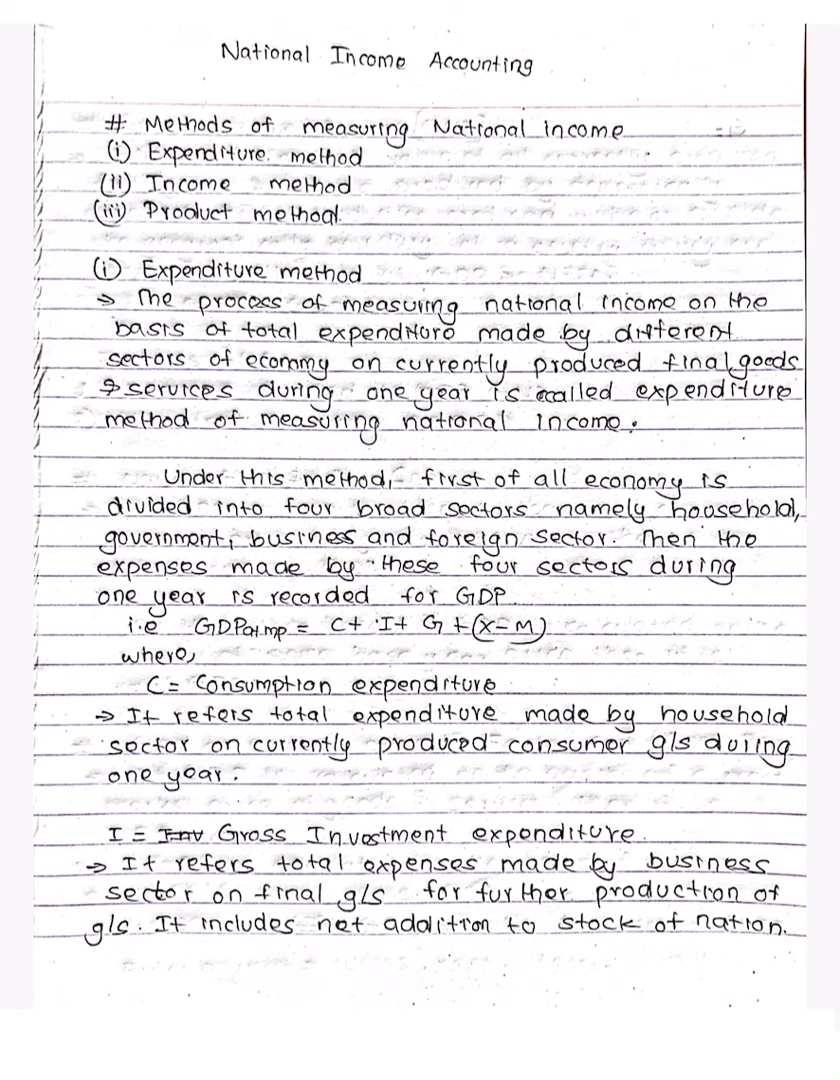 National Income Accounting
# Methods of measuring National income
(i) Expenditure method
(ii) Income method
(iii) Product method.
(i) Expenditure method
→ The process of measuring national income on the
basis of total expenditure made by different
sectors of econmy on currently produced final goods
& services during one year is called expenditure
method of measuring national income.
Under this method, first of all economy is
divided into four broad sectors namely household,
government, business and foreign sector. Then the
expenses made by these four sectors during
one year is recorded for GDP.
i.e GDPatmp = C+ I+ G +(X-M)
where,
C = Consumption expenditure
→ It refers total expenditure made by household
sector on currently produced consumer g/s during
one year.
I = Inv Gross Investment expenditure.
→ It refers total expenses made by business
sector on final g/s for further production of
g/s. It includes net addition to stock of nation.